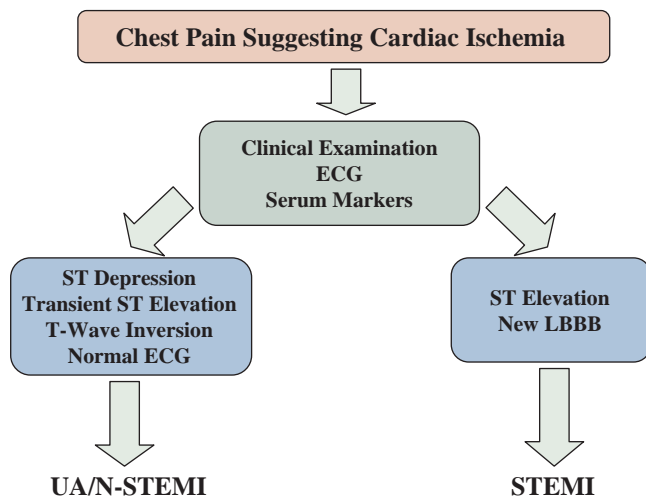 Chest Pain Suggesting Cardiac Ischemia
Clinical Examination
ECG
Serum Markers
ST Depression
Transient ST Elevation
T-Wave Inversion
Normal ECG
ST Elevation
New LBBB
UA/N-STEMI
STEMI